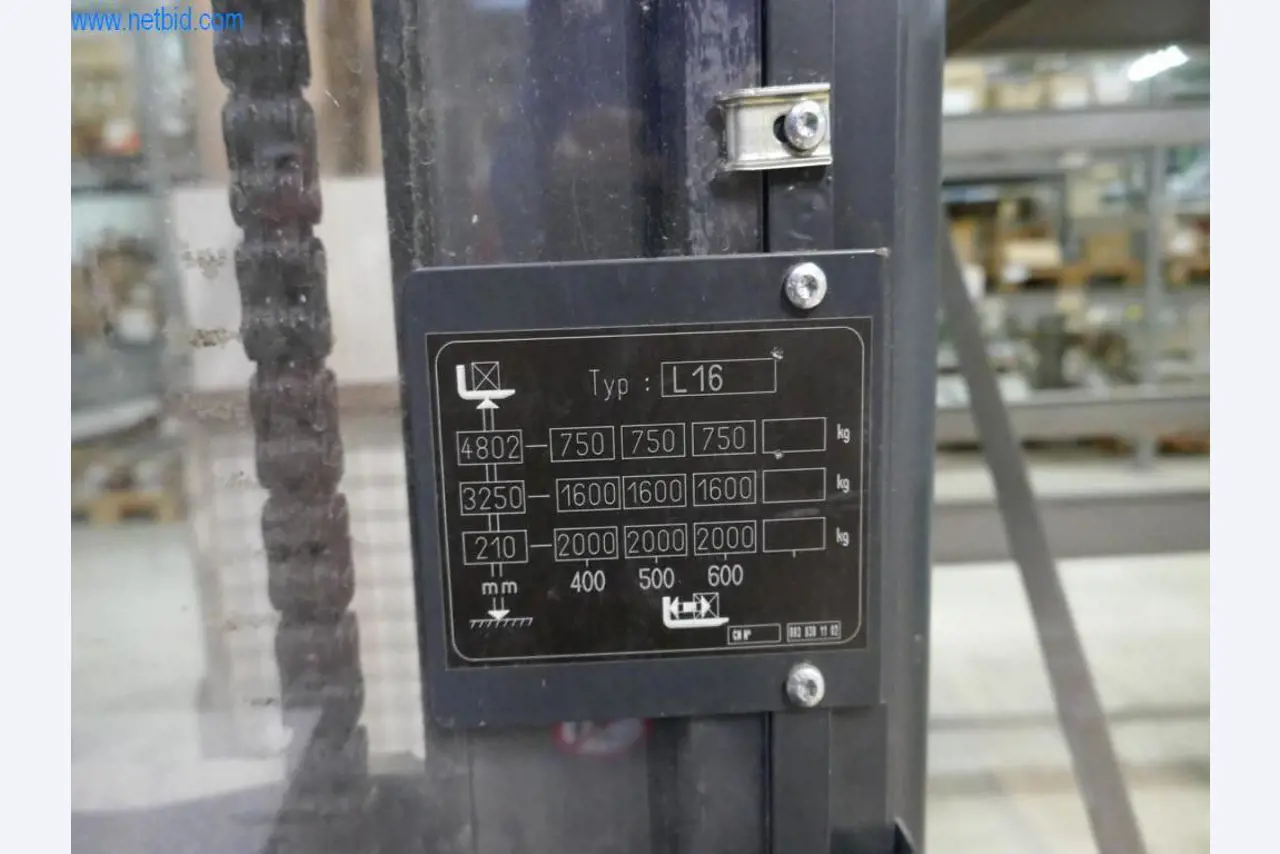 www.netbid.com
Typ : L16
4802 750 750 750 kg
3250 1600 1600 1600 kg
210 2000 2000 2000 kg
mm 400 500 600
CN N°